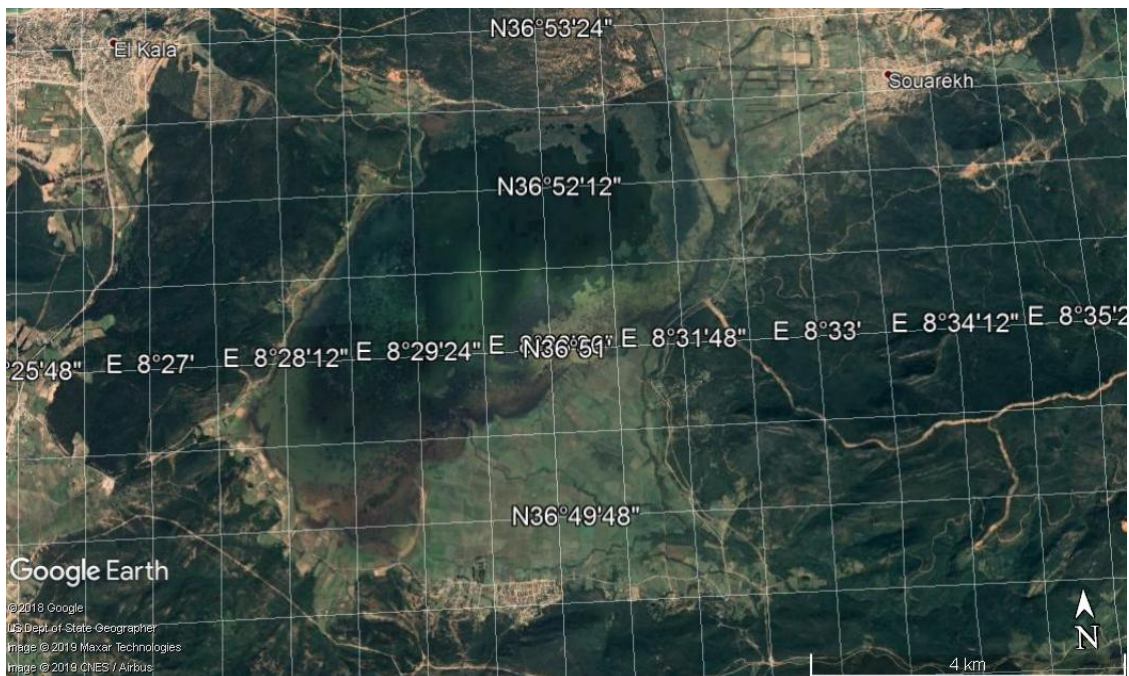 N36°53'24"
El Kala
Souarekh
N36°52'12"
°25'48" E 8°27' E 8°28'12" E 8°29'24" E E 8°31'48" E 8°33' E 8°34'12" E 8°35'2
N36°51'
N36°49'48"
Google Earth
©2018 Google
US Dept of State Geographer
Image © 2019 Maxar Technologies
Image © 2019 CNES / Airbus
N
4 km